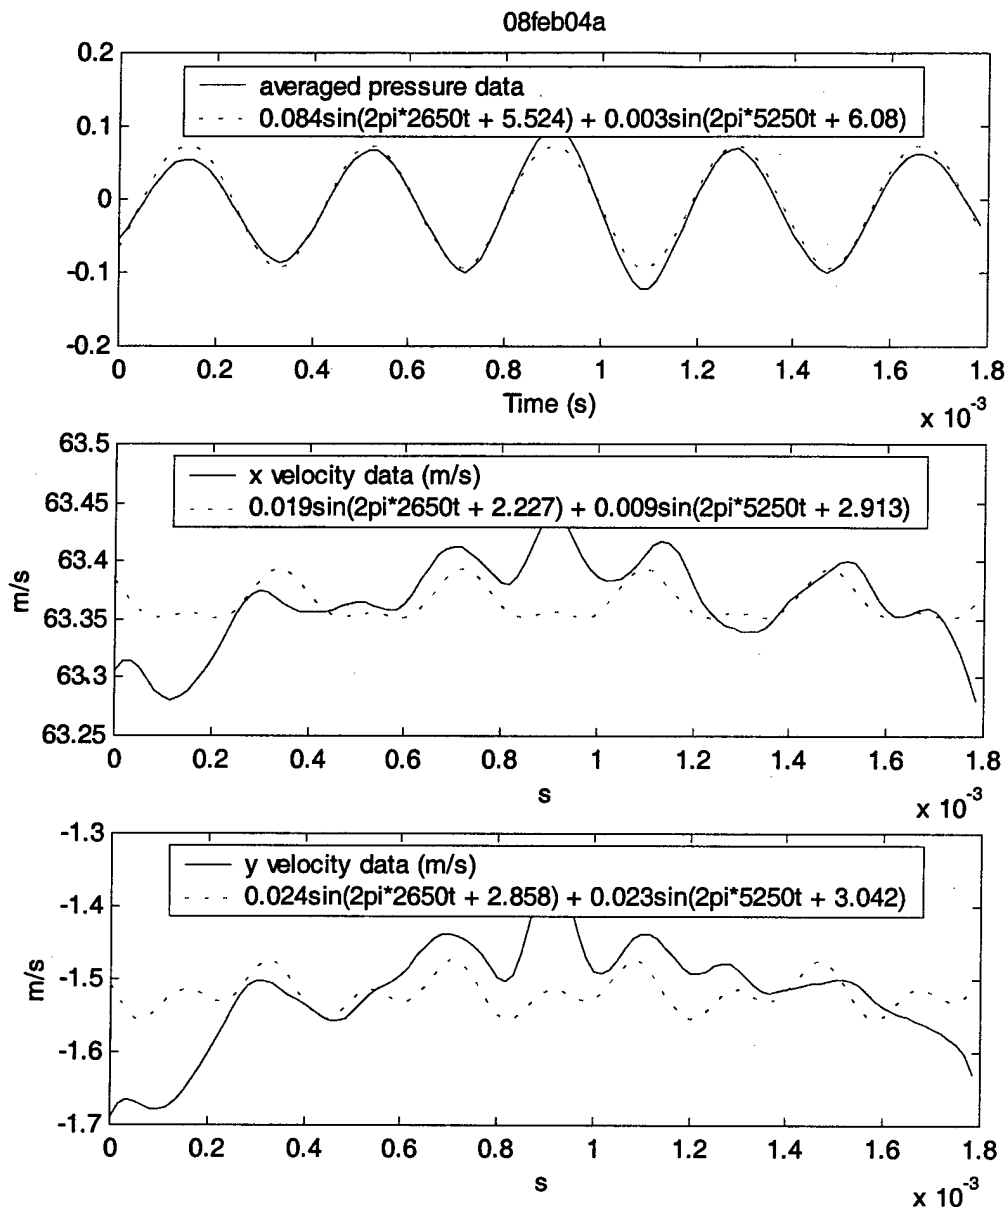 08feb04a
0.2
averaged pressure data
0.084sin(2pi*2650t + 5.524) + 0.003sin(2pi*5250t + 6.08)
0.1
0
-0.1
-0.2
0 0.2 0.4 0.6 0.8 1 1.2 1.4 1.6 1.8
Time (s)
x 10-3
63.5
x velocity data (m/s)
0.019sin(2pi*2650t + 2.227) + 0.009sin(2pi*5250t + 2.913)
63.45
63.4
m/s
63.35
63.3
63.25
0 0.2 0.4 0.6 0.8 1 1.2 1.4 1.6 1.8
s
x 10-3
-1.3
y velocity data (m/s)
0.024sin(2pi*2650t + 2.858) + 0.023sin(2pi*5250t + 3.042)
-1.4
m/s
-1.5
-1.6
-1.7
0 0.2 0.4 0.6 0.8 1 1.2 1.4 1.6 1.8
s
x 10-3